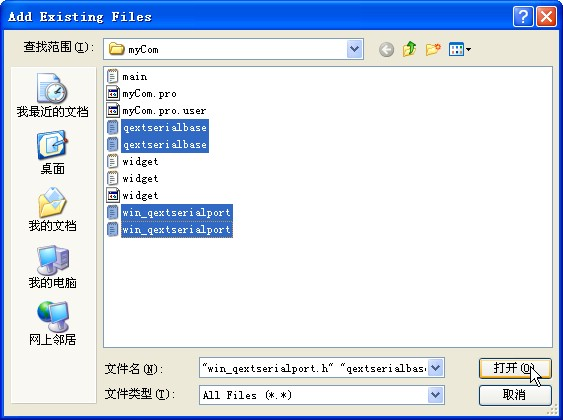 Add Existing Files
查找范围(I):
myCom
我最近的文档
桌面
我的文档
我的电脑
网上邻居
main
myCom.pro
myCom.pro.user
qextserialbase
qextserialbase
widget
widget
widget
win_qextserialport
win_qextserialport
文件名(N):
"win_qextserialport.h" "qextserialbase
打开(O)
文件类型(T):
All Files (*.*)
取消